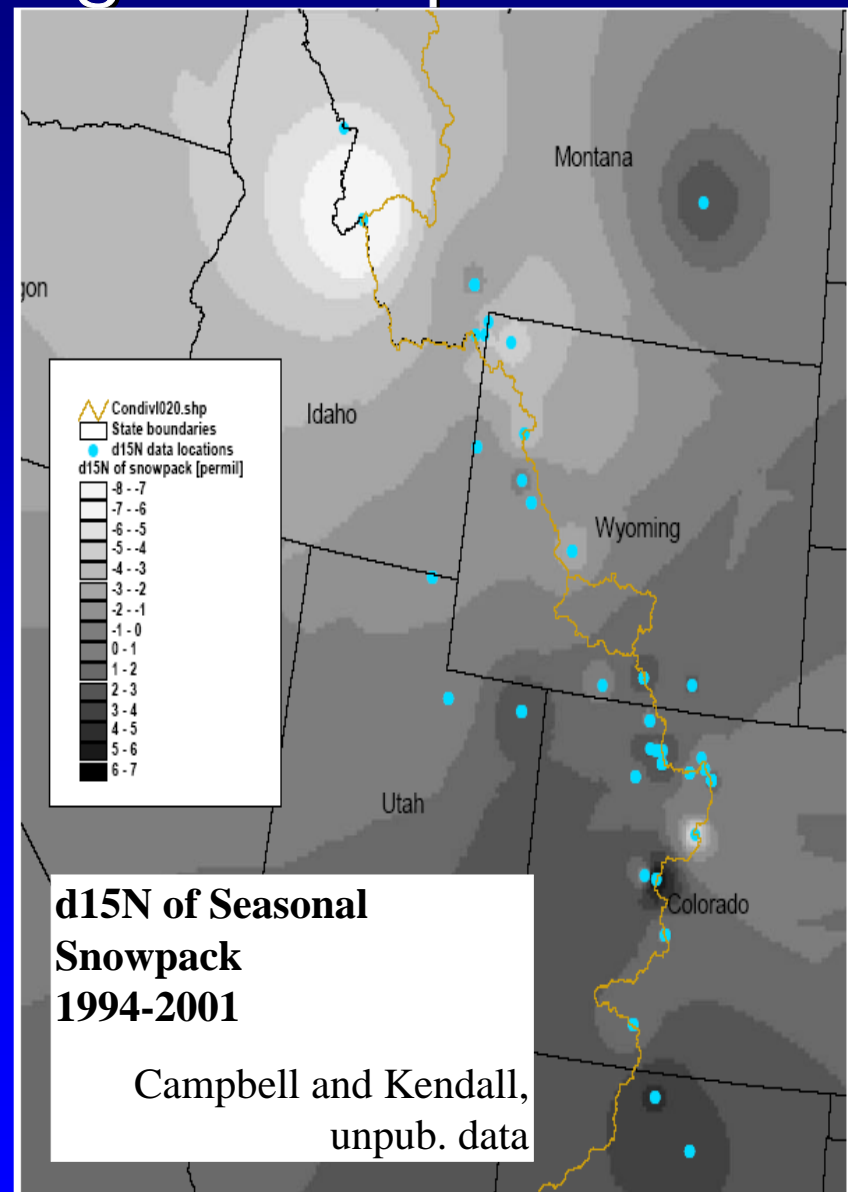 Montana
gon
Idaho
Wyoming
Utah
Colorado
Condivl020.shp
State boundaries
d15N data locations
d15N of snowpack [permil]
-8 - -7
-7 - -6
-6 - -5
-5 - -4
-4 - -3
-3 - -2
-2 - -1
-1 - 0
0 - 1
1 - 2
2 - 3
3 - 4
4 - 5
5 - 6
6 - 7
d15N of Seasonal
Snowpack
1994-2001
Campbell and Kendall,
unpub. data